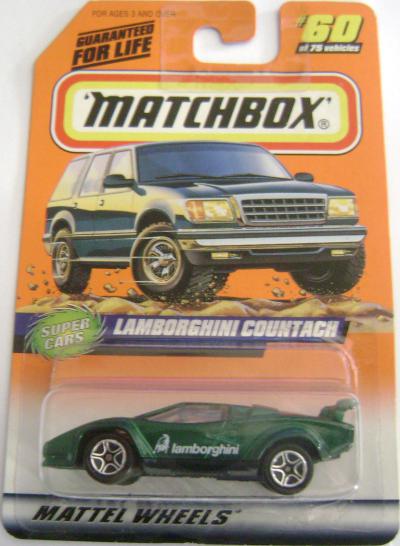 FOR AGES 3 AND OVER
GUARANTEED
FOR LIFE
#60
of 75 vehicles
'MATCHBOX'®
SUPER
CARS
LAMBORGHINI COUNTACH
lamborghini
MATTEL WHEELS™